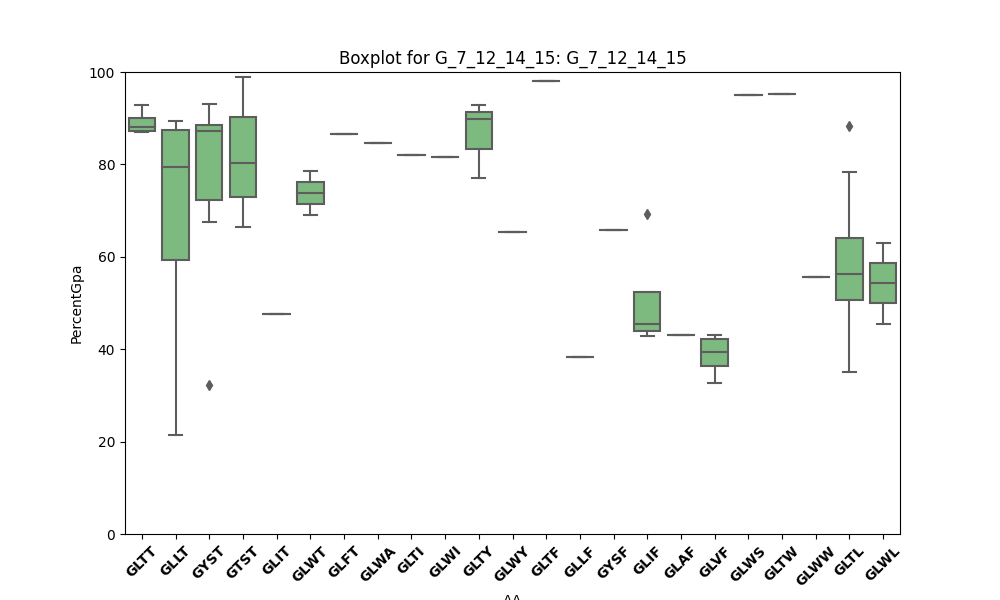 Boxplot for G_7_12_14_15: G_7_12_14_15
100
80
60
40
20
0
PercentGpa
GLTT GLLT GYST GTST GLIT GLWT GLFT GLWA GLTI GLWI GLTY GLWY GLTF GLLF GYSF GLIF GLAF GLVF GLWS GLTW GLWW GLTL GLWL
AA